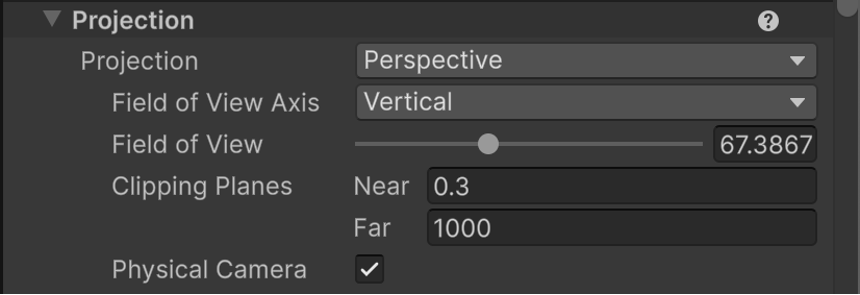 Projection
Projection Perspective
Field of View Axis Vertical
Field of View 67.3867
Clipping Planes Near 0.3
Far 1000
Physical Camera